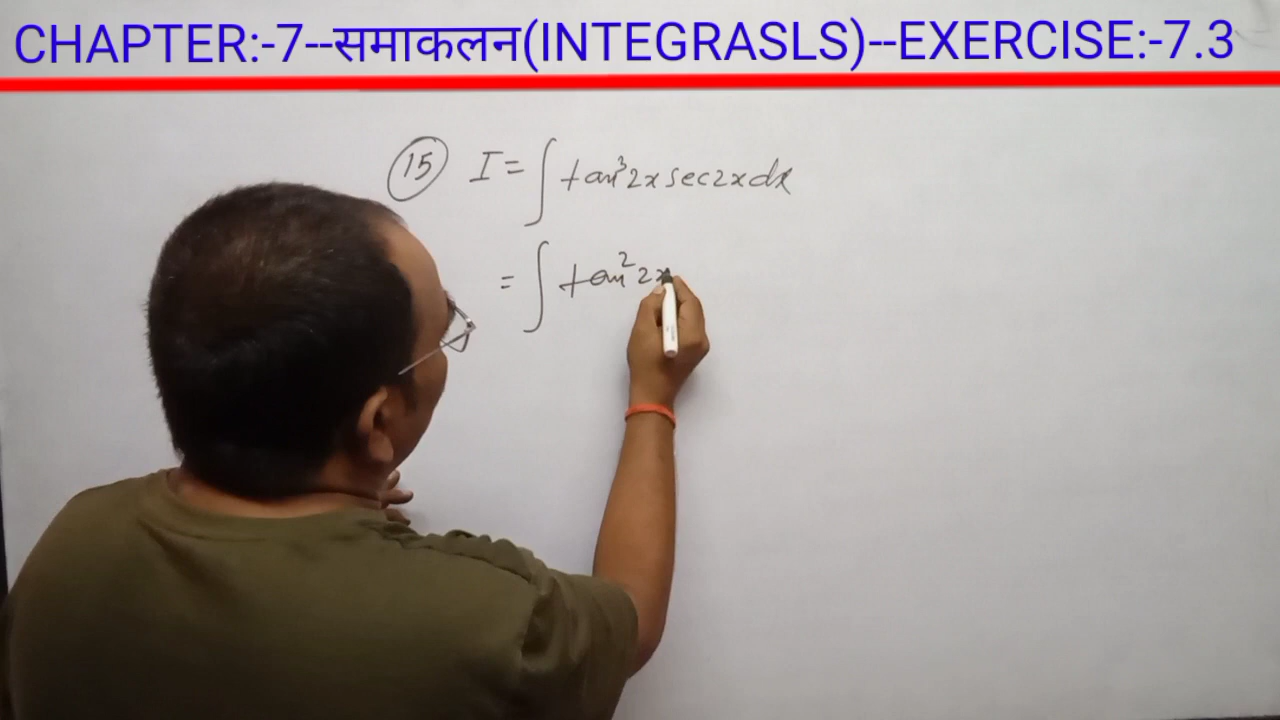 CHAPTER:-7--समाकलन(INTEGRASLS)--EXERCISE:-7.3
15 I = ∫ tan³2x sec2x dx
= ∫ tan²2x